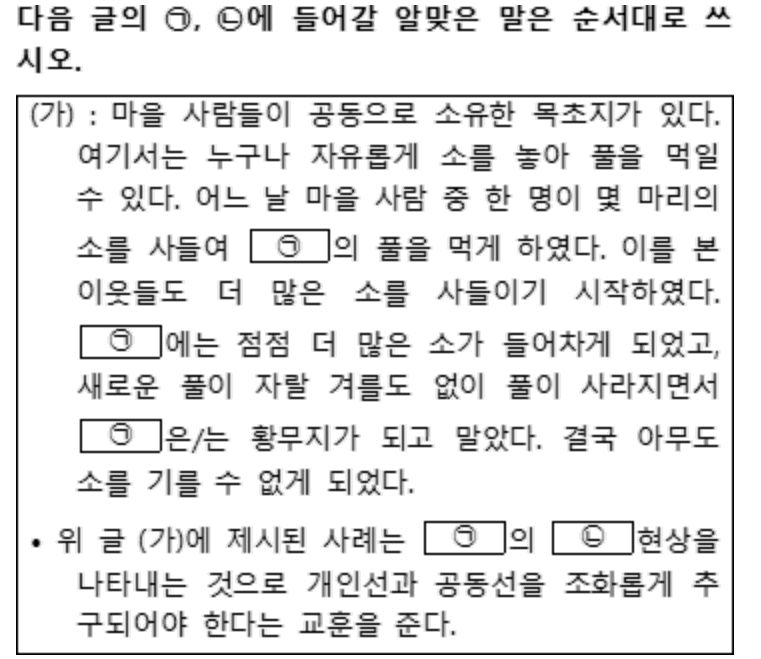 다음 글의 ㉠, ㉡에 들어갈 알맞은 말은 순서대로 쓰
시오.
(가) : 마을 사람들이 공동으로 소유한 목초지가 있다.
여기서는 누구나 자유롭게 소를 놓아 풀을 먹일
수 있다. 어느 날 마을 사람 중 한 명이 몇 마리의
소를 사들여 ㉠의 풀을 먹게 하였다. 이를 본
이웃들도 더 많은 소를 사들이기 시작하였다.
㉠에는 점점 더 많은 소가 들어차게 되었고,
새로운 풀이 자랄 겨를도 없이 풀이 사라지면서
㉠은/는 황무지가 되고 말았다. 결국 아무도
소를 기를 수 없게 되었다.
• 위 글 (가)에 제시된 사례는 ㉠의 ㉡현상을
나타내는 것으로 개인선과 공동선을 조화롭게 추
구되어야 한다는 교훈을 준다.